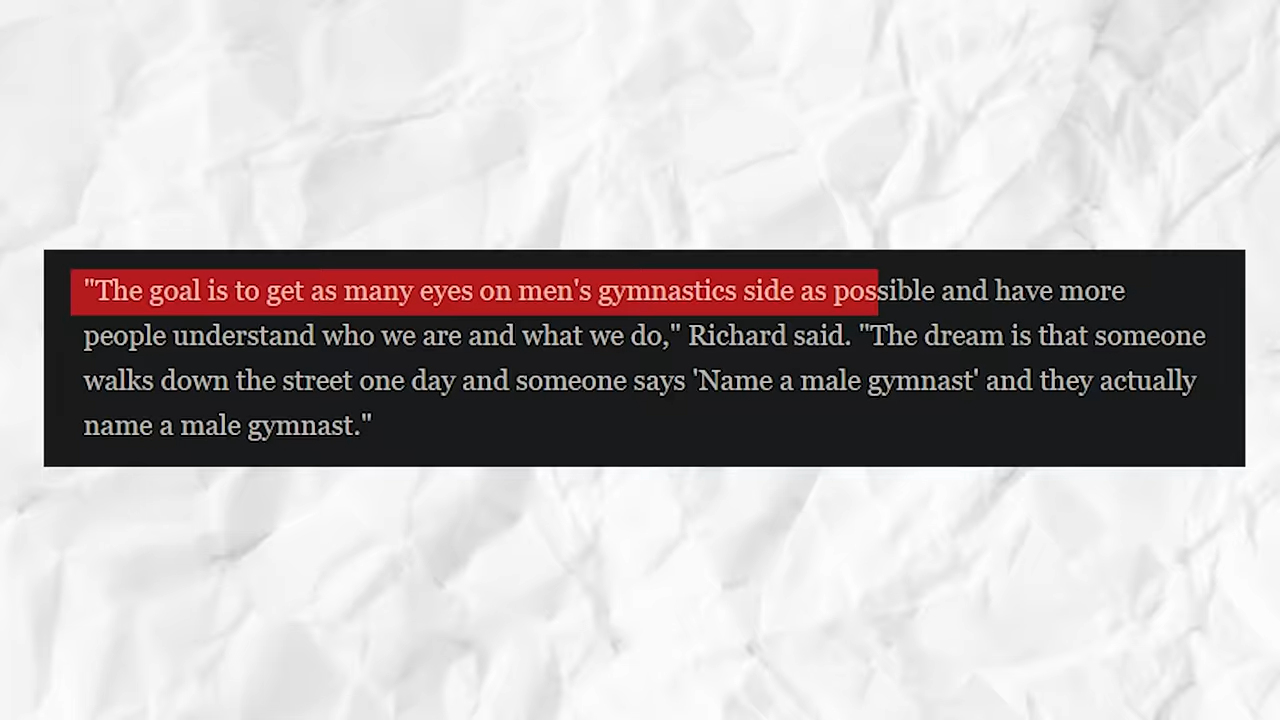 "The goal is to get as many eyes on men's gymnastics side as possible and have more
people understand who we are and what we do," Richard said. "The dream is that someone
walks down the street one day and someone says 'Name a male gymnast' and they actually
name a male gymnast."